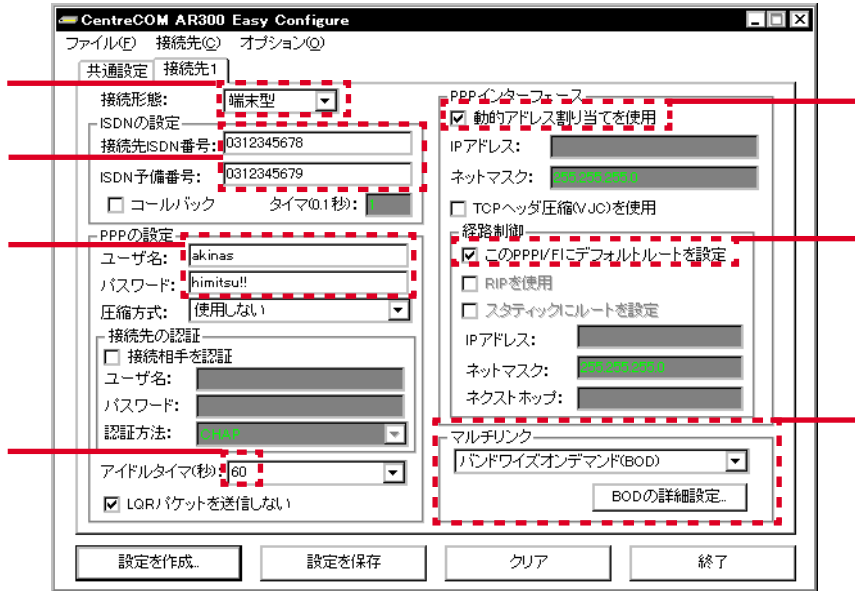 CentreCOM AR300 Easy Configure
ファイル(F) 接続先(C) オプション(O)
共通設定 接続先1
接続形態: 端末型
ISDNの設定
接続先ISDN番号: 0312345678
ISDN予備番号: 0312345679
コールバック タイマ(0.1秒): 1
PPPの設定
ユーザ名: akinas
パスワード: himitsu!!
圧縮方式: 使用しない
接続先の認証
接続相手を認証
ユーザ名:
パスワード:
認証方法: CHAP
アイドルタイマ(秒): 60
LQRパケットを送信しない
PPPインターフェース
動的アドレス割り当てを使用
IPアドレス:
ネットマスク: 255.255.255.0
TCPヘッダ圧縮(VJC)を使用
経路制御
このPPPI/Fにデフォルトルートを設定
RIPを使用
スタティックにルートを設定
IPアドレス:
ネットマスク: 255.255.255.0
ネクストホップ:
マルチリンク
バンドワイズオンデマンド(BOD)
BODの詳細設定...
設定を作成... 設定を保存 クリア 終了